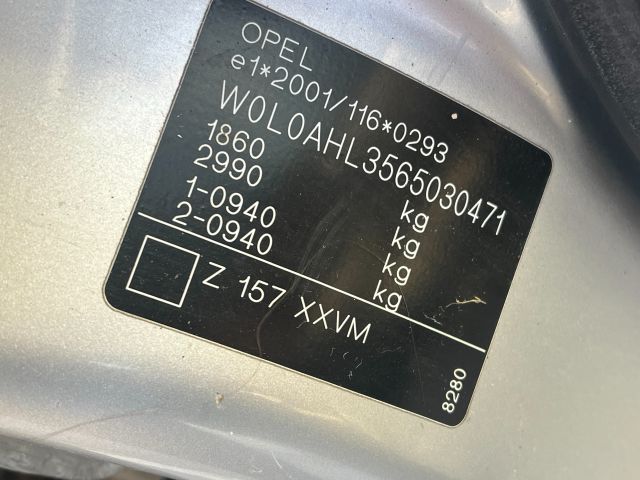 OPEL
e1*2001/116*0293
W0L0AHL3565030471
1860 kg
2990 kg
1-0940 kg
2-0940 kg
Z 157 XXVM
8280